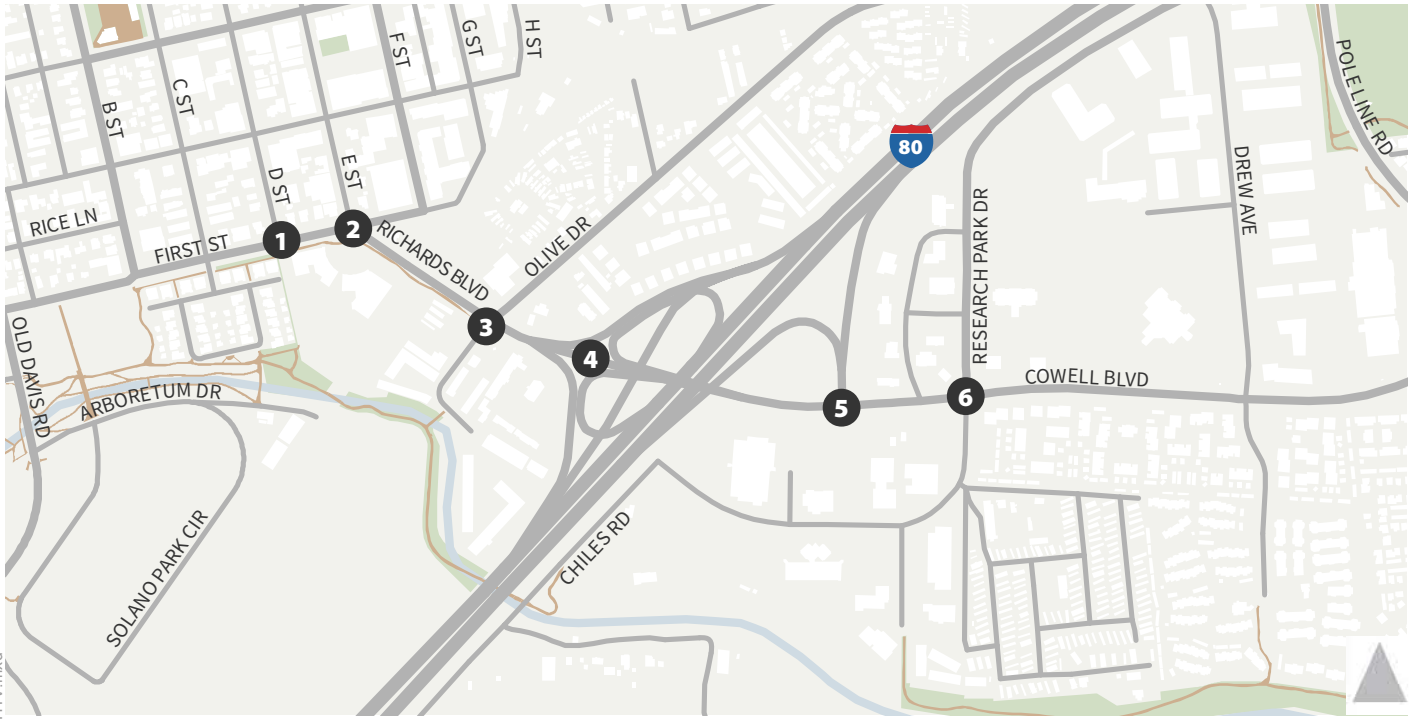 F ST
G ST
H ST
C ST
B ST
POLE LINE RD
80
D ST
E ST
DREW AVE
RICE LN
FIRST ST
1
2
RICHARDS BLVD
OLIVE DR
RESEARCH PARK DR
3
4
OLD DAVIS RD
ARBORETUM DR
COWELL BLVD
5
6
SOLANO PARK CIR
CHILES RD